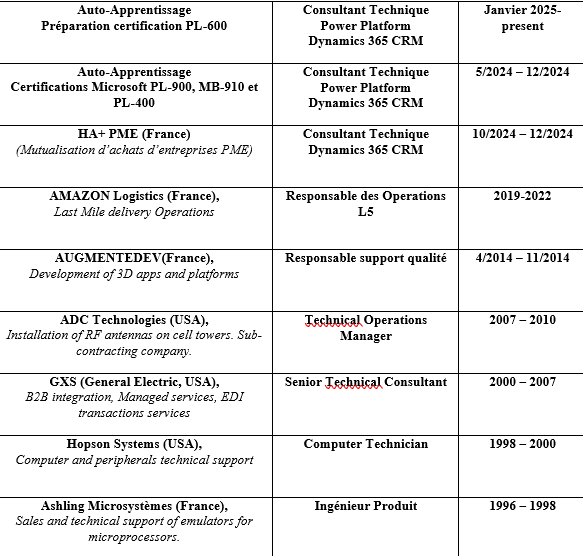 Auto-Apprentissage
Préparation certification PL-600
Consultant Technique
Power Platform
Dynamics 365 CRM
Janvier 2025-
present
Auto-Apprentissage
Certifications Microsoft PL-900, MB-910 et
PL-400
Consultant Technique
Power Platform
Dynamics 365 CRM
5/2024 – 12/2024
HA+ PME (France)
(Mutualisation d’achats d’entreprises PME)
Consultant Technique
Dynamics 365 CRM
10/2024 – 12/2024
AMAZON Logistics (France),
Last Mile delivery Operations
Responsable des Operations
L5
2019-2022
AUGMENTEDEV(France),
Development of 3D apps and platforms
Responsable support qualité
4/2014 – 11/2014
ADC Technologies (USA),
Installation of RF antennas on cell towers. Sub-
contracting company.
Technical Operations
Manager
2007 – 2010
GXS (General Electric, USA),
B2B integration, Managed services, EDI
transactions services
Senior Technical Consultant
2000 – 2007
Hopson Systems (USA),
Computer and peripherals technical support
Computer Technician
1998 – 2000
Ashling Microsystèmes (France),
Sales and technical support of emulators for
microprocessors.
Ingénieur Produit
1996 – 1998